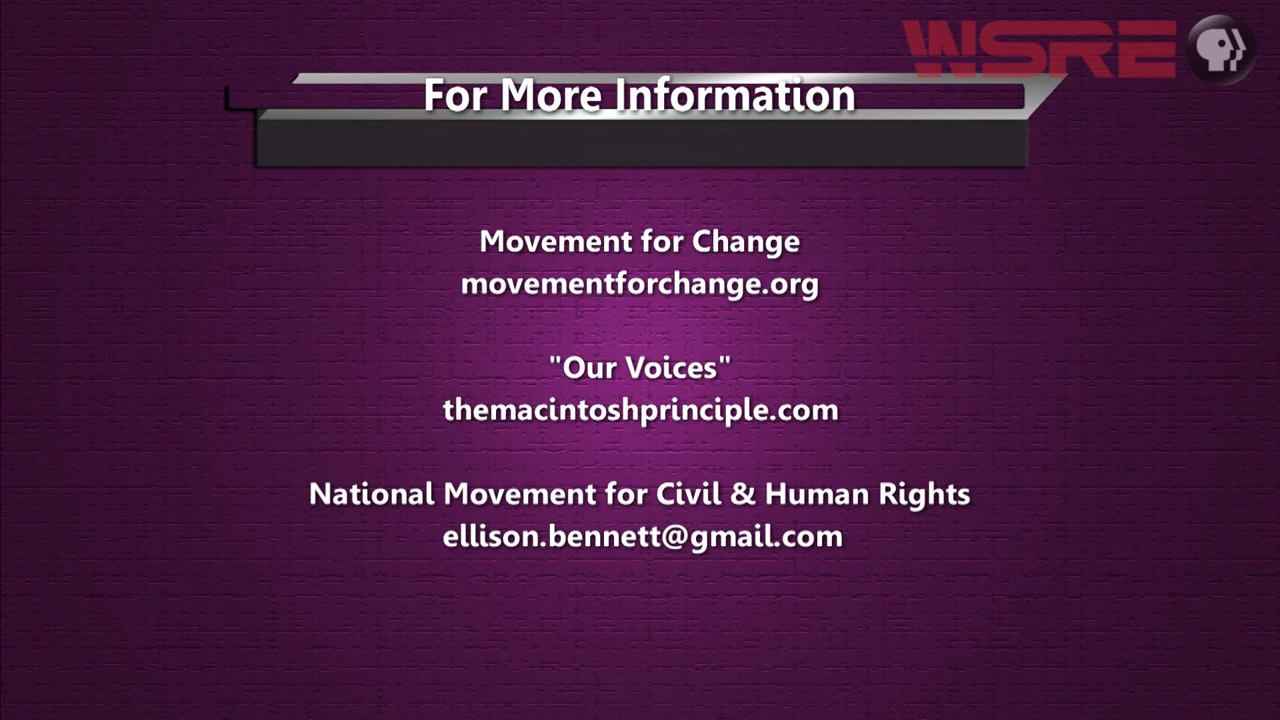 WSRE
For More Information
Movement for Change
movementforchange.org
"Our Voices"
themacintoshprinciple.com
National Movement for Civil & Human Rights
ellison.bennett@gmail.com